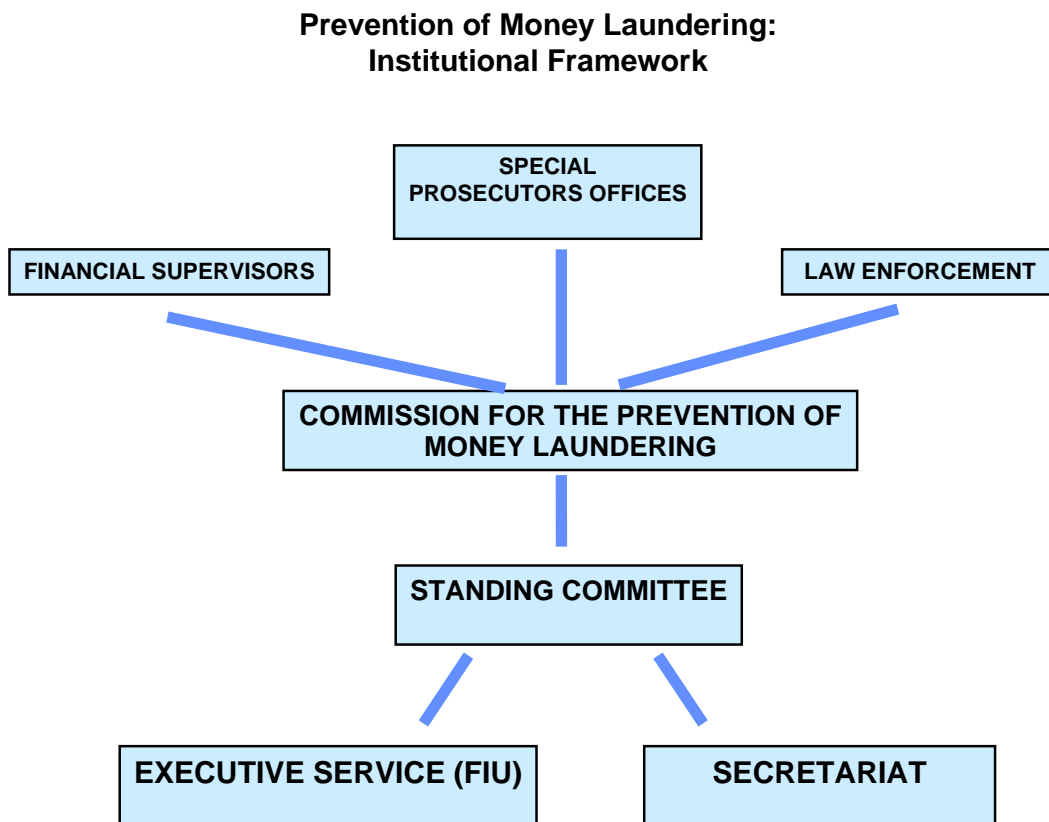 Prevention of Money Laundering:
Institutional Framework
SPECIAL
PROSECUTORS OFFICES
FINANCIAL SUPERVISORS
LAW ENFORCEMENT
COMMISSION FOR THE PREVENTION OF
MONEY LAUNDERING
STANDING COMMITTEE
EXECUTIVE SERVICE (FIU)
SECRETARIAT